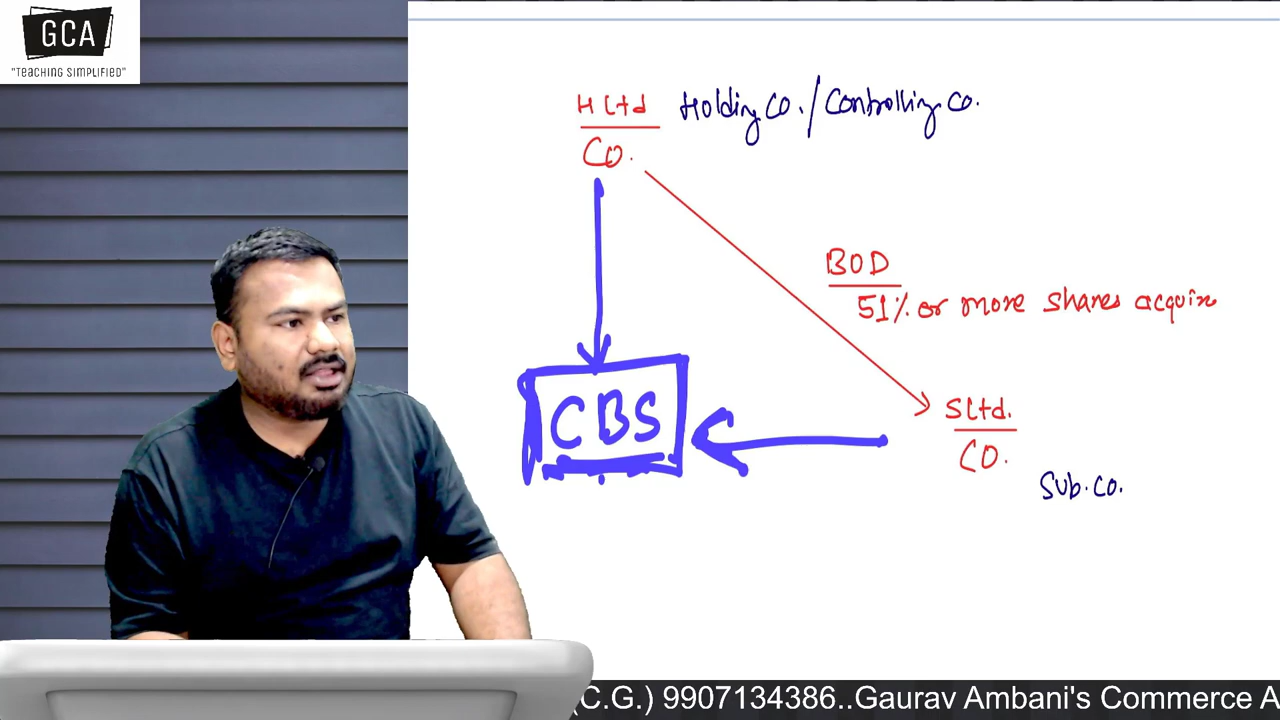 GCA
"TEACHING SIMPLIFIED"
H Ltd Holding Co. / Controlling Co.
Co.
BOD
51% or more shares acquire
CBS
S Ltd.
CO.
Sub. Co.
(C.G.) 9907134386..Gaurav Ambani's Commerce A